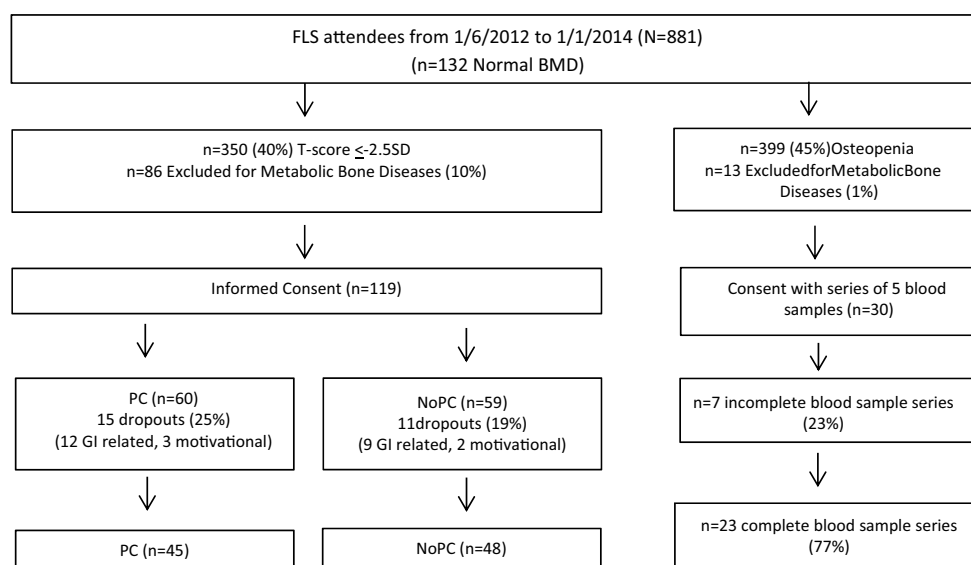 FLS attendees from 1/6/2012 to 1/1/2014 (N=881)
(n=132 Normal BMD)
n=350 (40%) T-score <-2.5SD
n=86 Excluded for Metabolic Bone Diseases (10%)
n=399 (45%)Osteopenia
n=13 ExcludedforMetabolicBone
Diseases (1%)
Informed Consent (n=119)
Consent with series of 5 blood
samples (n=30)
PC (n=60)
15 dropouts (25%)
(12 GI related, 3 motivational)
NoPC (n=59)
11dropouts (19%)
(9 GI related, 2 motivational)
n=7 incomplete blood sample series
(23%)
PC (n=45)
NoPC (n=48)
n=23 complete blood sample series
(77%)